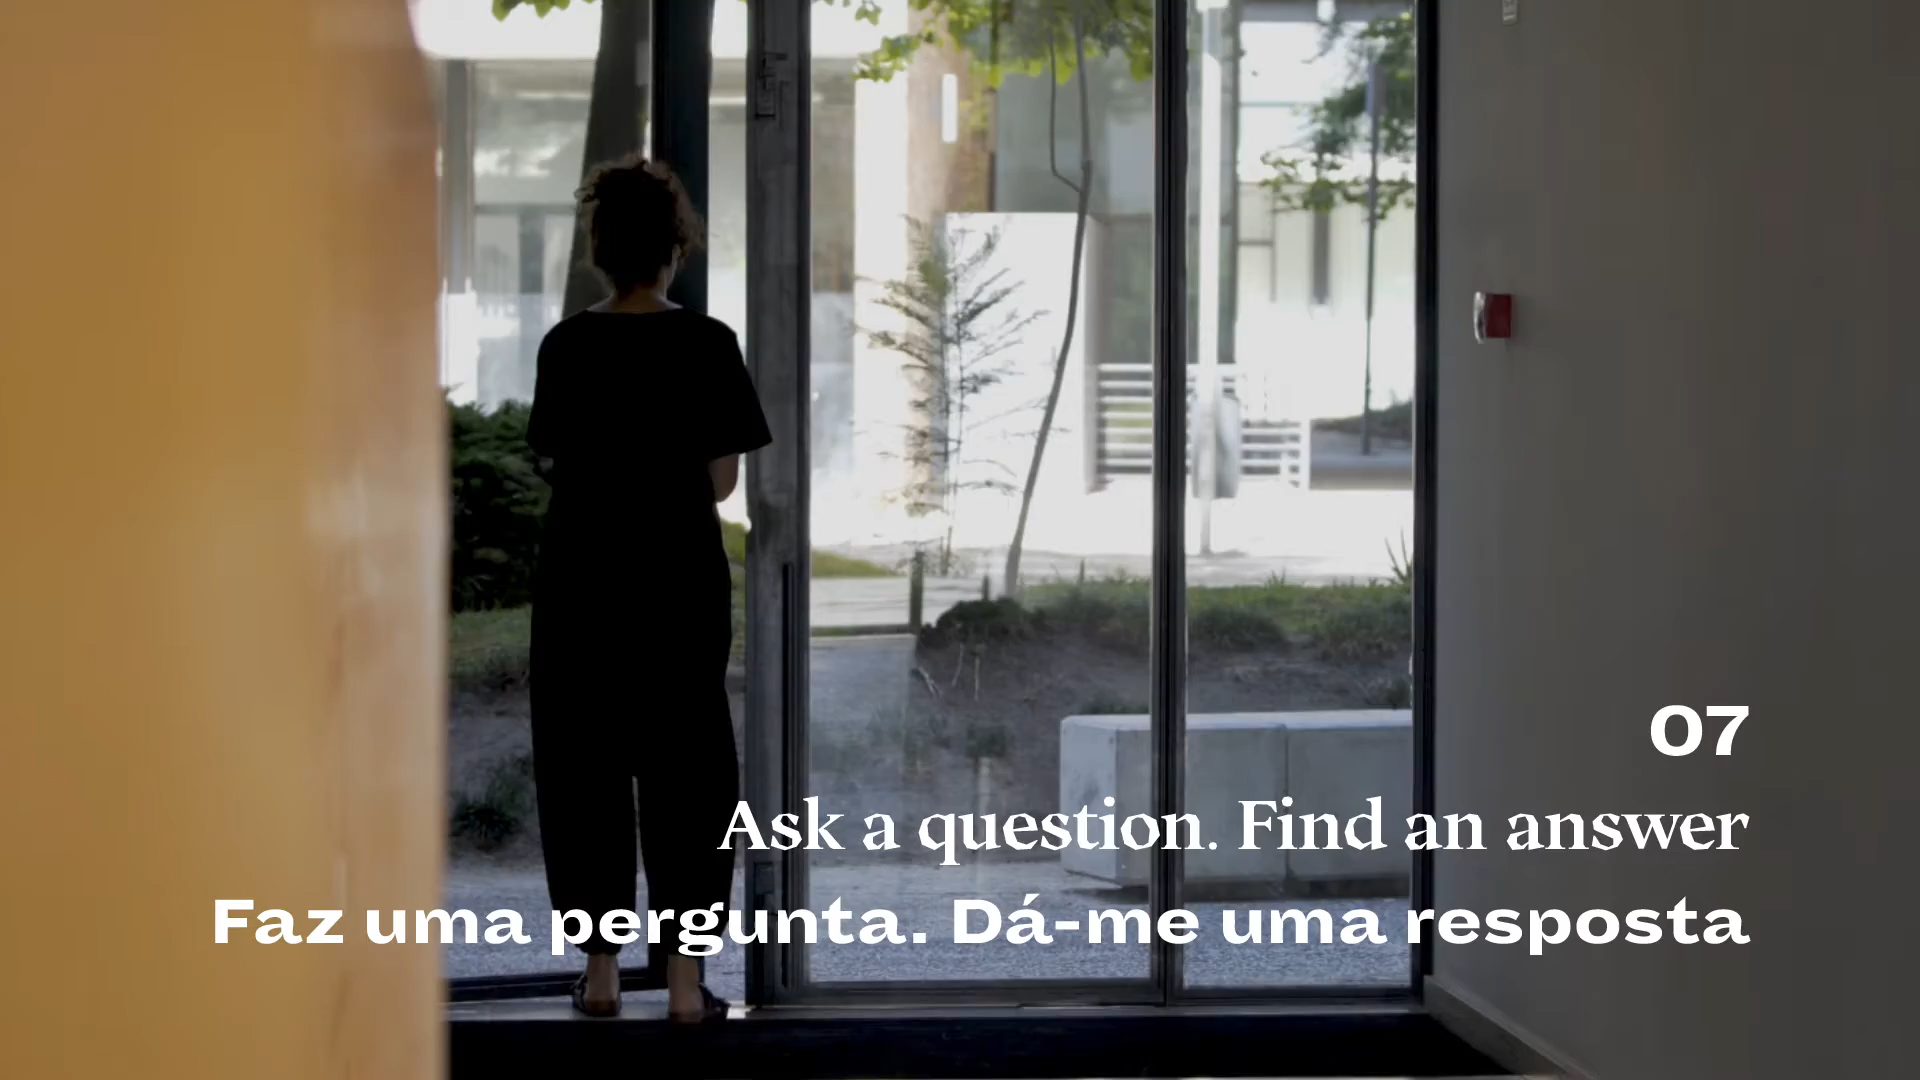 07
Ask a question. Find an answer
Faz uma pergunta. Dá-me uma resposta